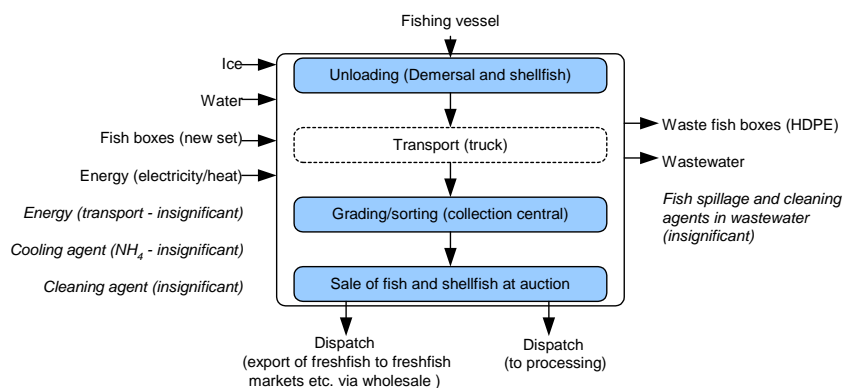 Fishing vessel
Ice
Unloading (Demersal and shellfish)
Water
Waste fish boxes (HDPE)
Fish boxes (new set)
Transport (truck)
Wastewater
Energy (electricity/heat)
Fish spillage and cleaning
agents in wastewater
(insignificant)
Energy (transport - insignificant)
Grading/sorting (collection central)
Cooling agent (NH4 - insignificant)
Cleaning agent (insignificant)
Sale of fish and shellfish at auction
Dispatch
(export of freshfish to freshfish
markets etc. via wholesale )
Dispatch
(to processing)